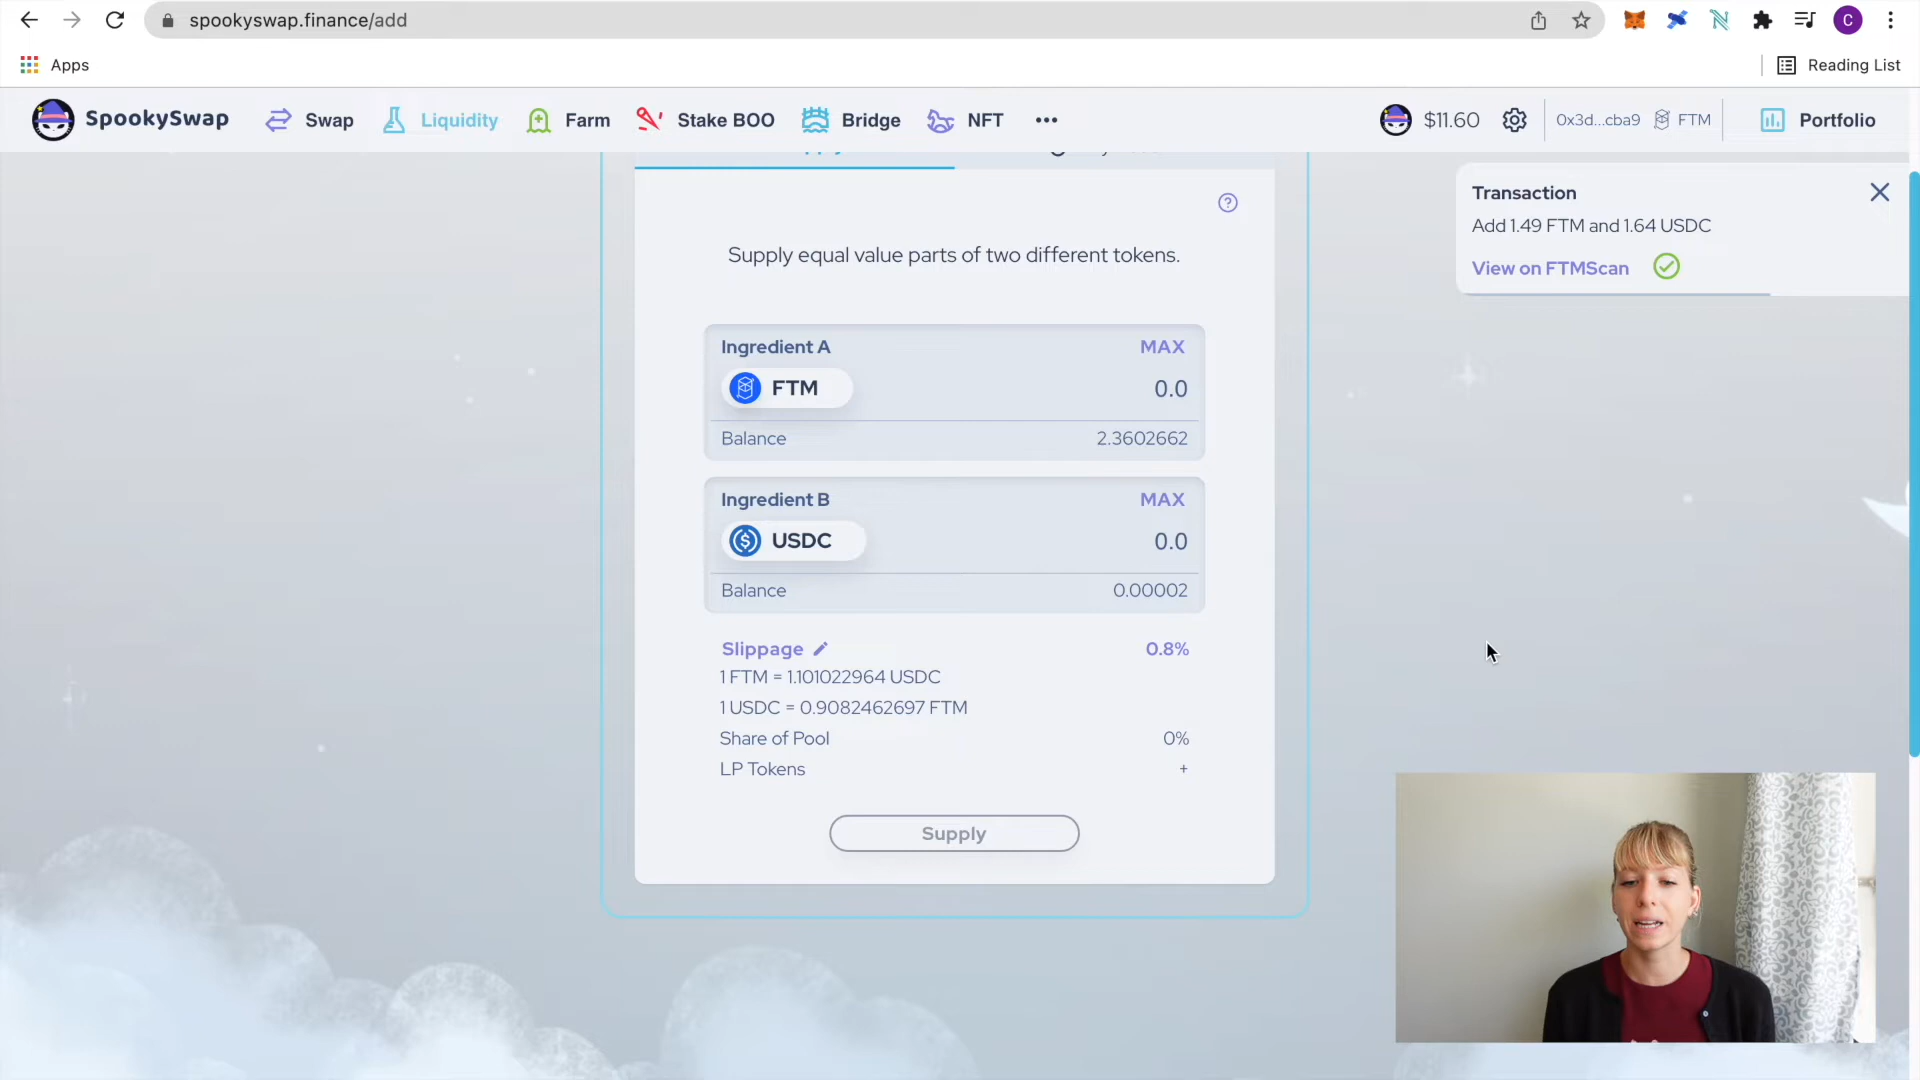 spookyswap.finance/add
C
Apps
Reading List
SpookySwap
Swap
Liquidity
Farm
Stake BOO
Bridge
NFT
$11.60
0x3d...cba9
FTM
Portfolio
Transaction
Add 1.49 FTM and 1.64 USDC
View on FTMScan
Supply equal value parts of two different tokens.
Ingredient A
MAX
FTM
0.0
Balance
2.3602662
Ingredient B
MAX
USDC
0.0
Balance
0.00002
Slippage
0.8%
1 FTM = 1.101022964 USDC
1 USDC = 0.9082462697 FTM
Share of Pool
0%
LP Tokens
+
Supply